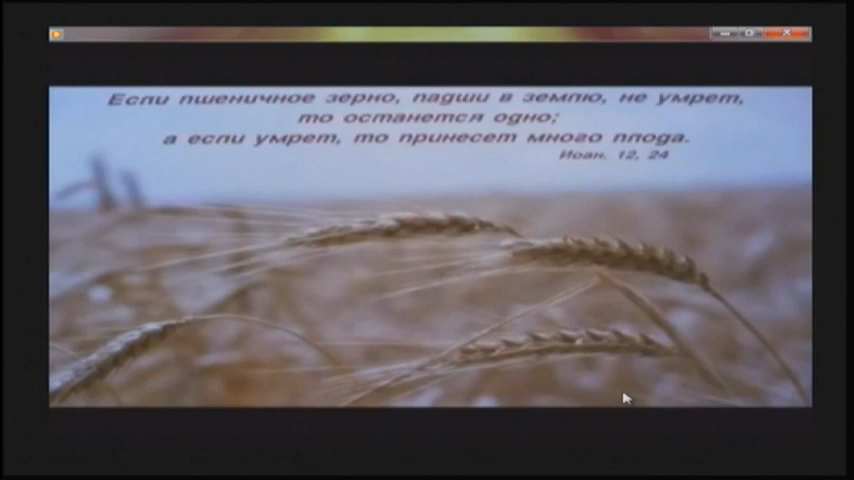 Если пшеничное зерно, падши в землю, не умрет,
то останется одно;
а если умрет, то принесет много плода.
Иоан. 12, 24